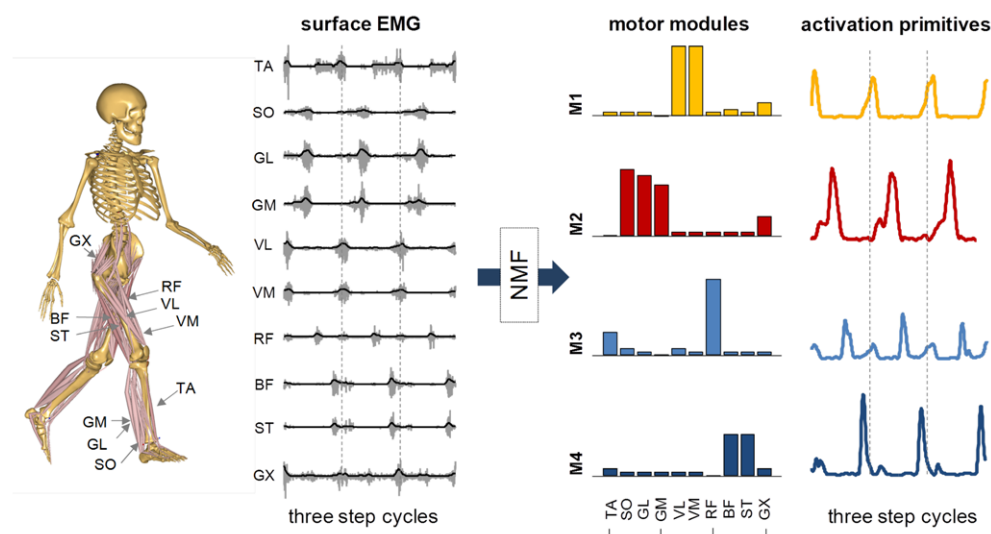 surface EMG
motor modules
activation primitives
TA
SO
GL
GM
VL
VM
RF
BF
ST
GX
three step cycles
GX
RF
VL
BF
ST
VM
TA
GM
GL
SO
NMF
M1
M2
M3
M4
TA
SO
GL
GM
VL
VM
RF
BF
ST
GX
three step cycles